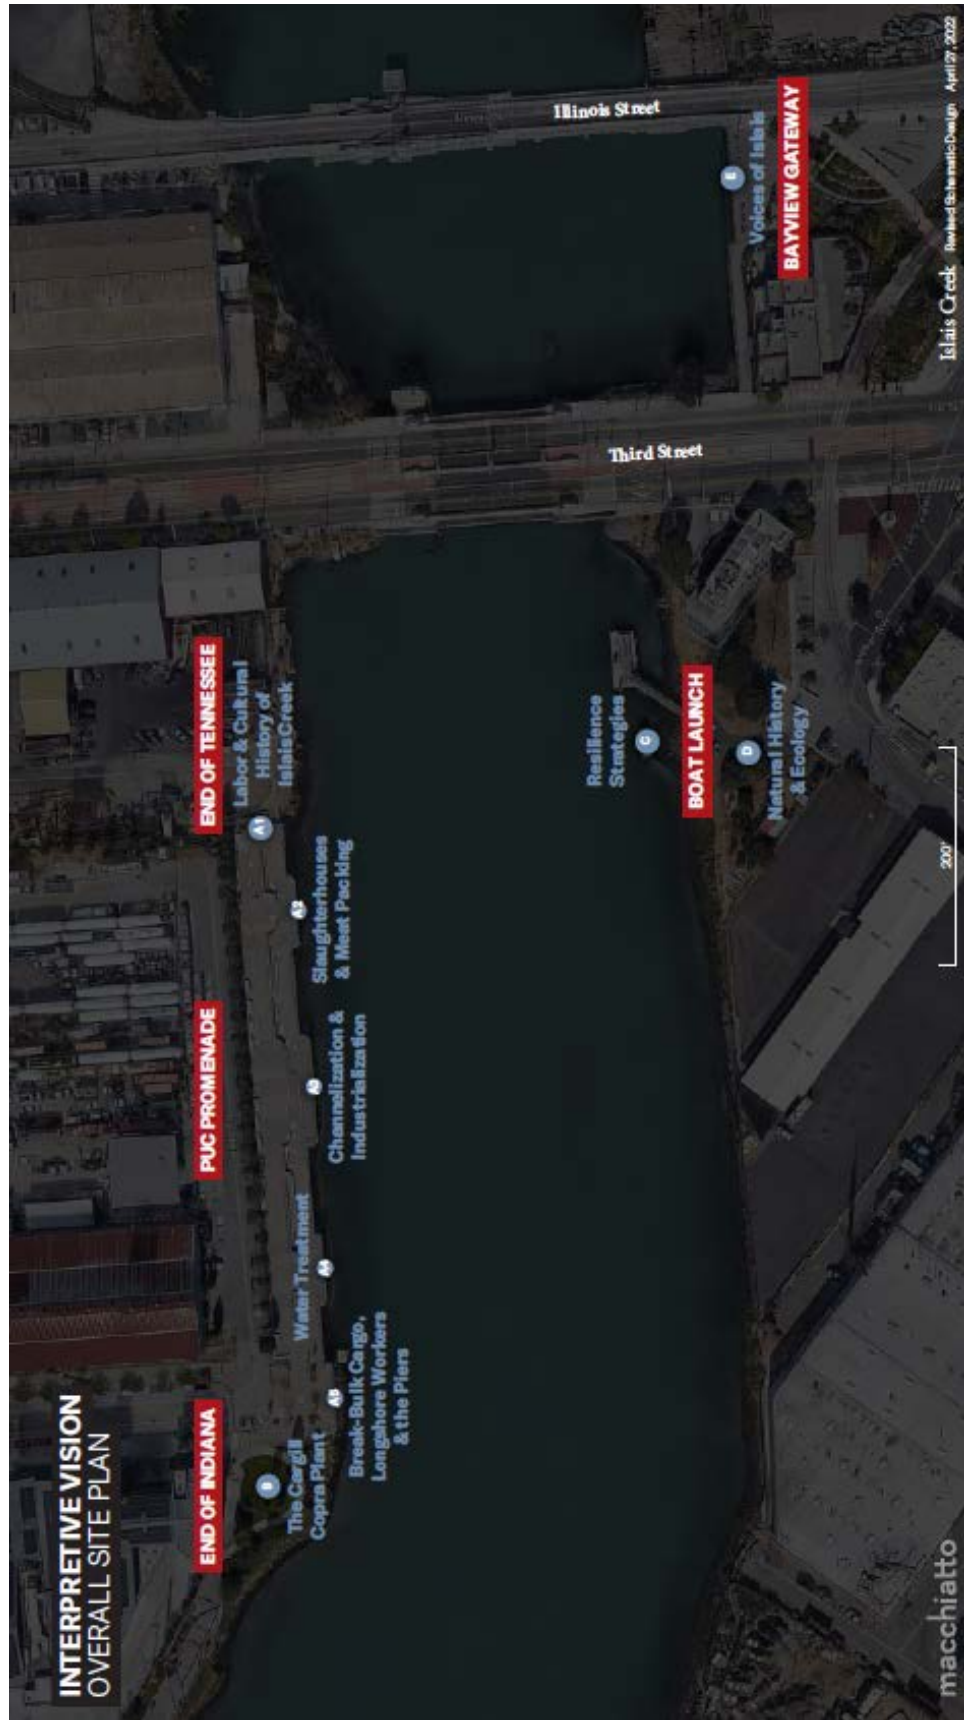 INTERPRETIVE VISION
OVERALL SITE PLAN
END OF INDIANA
B
The Cargill
Copra Plant
A5
Break-Bulk Cargo,
Longshore Workers
& the Piers
A4
Water Treatment
PUC PROMENADE
A3
Channelization &
Industrialization
A2
Slaughterhouses
& Meat Packing
END OF TENNESSEE
A1
Labor & Cultural
History of
Islais Creek
Resilience
Strategies
C
BOAT LAUNCH
D
Natural History
& Ecology
Third Street
Illinois Street
E
Voices of Islais
BAYVIEW GATEWAY
200'
macchiatto
Islais Creek Revised Schematic Design April 27, 2022